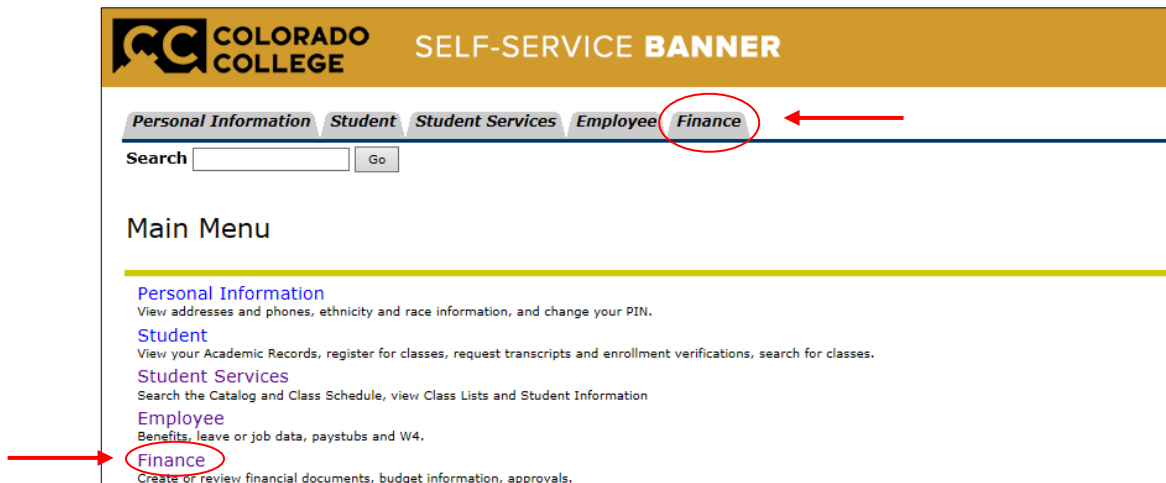 COLORADO
COLLEGE
SELF-SERVICE BANNER
Personal Information Student Student Services Employee Finance
Search Go
Main Menu
Personal Information
View addresses and phones, ethnicity and race information, and change your PIN.
Student
View your Academic Records, register for classes, request transcripts and enrollment verifications, search for classes.
Student Services
Search the Catalog and Class Schedule, view Class Lists and Student Information
Employee
Benefits, leave or job data, paystubs and W4.
Finance
Create or review financial documents, budget information, approvals.